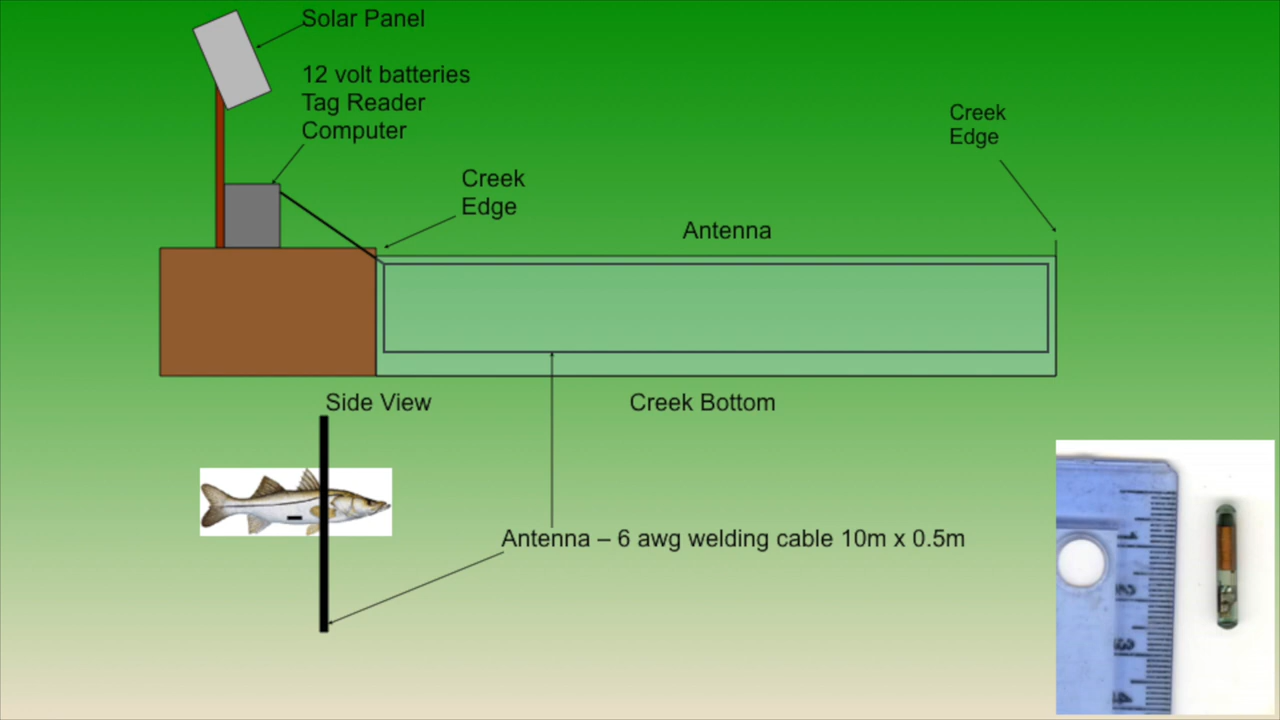 Solar Panel
12 volt batteries
Tag Reader
Computer
Creek
Edge
Creek
Edge
Antenna
Side View
Creek Bottom
Antenna – 6 awg welding cable 10m x 0.5m
1
2
3
4